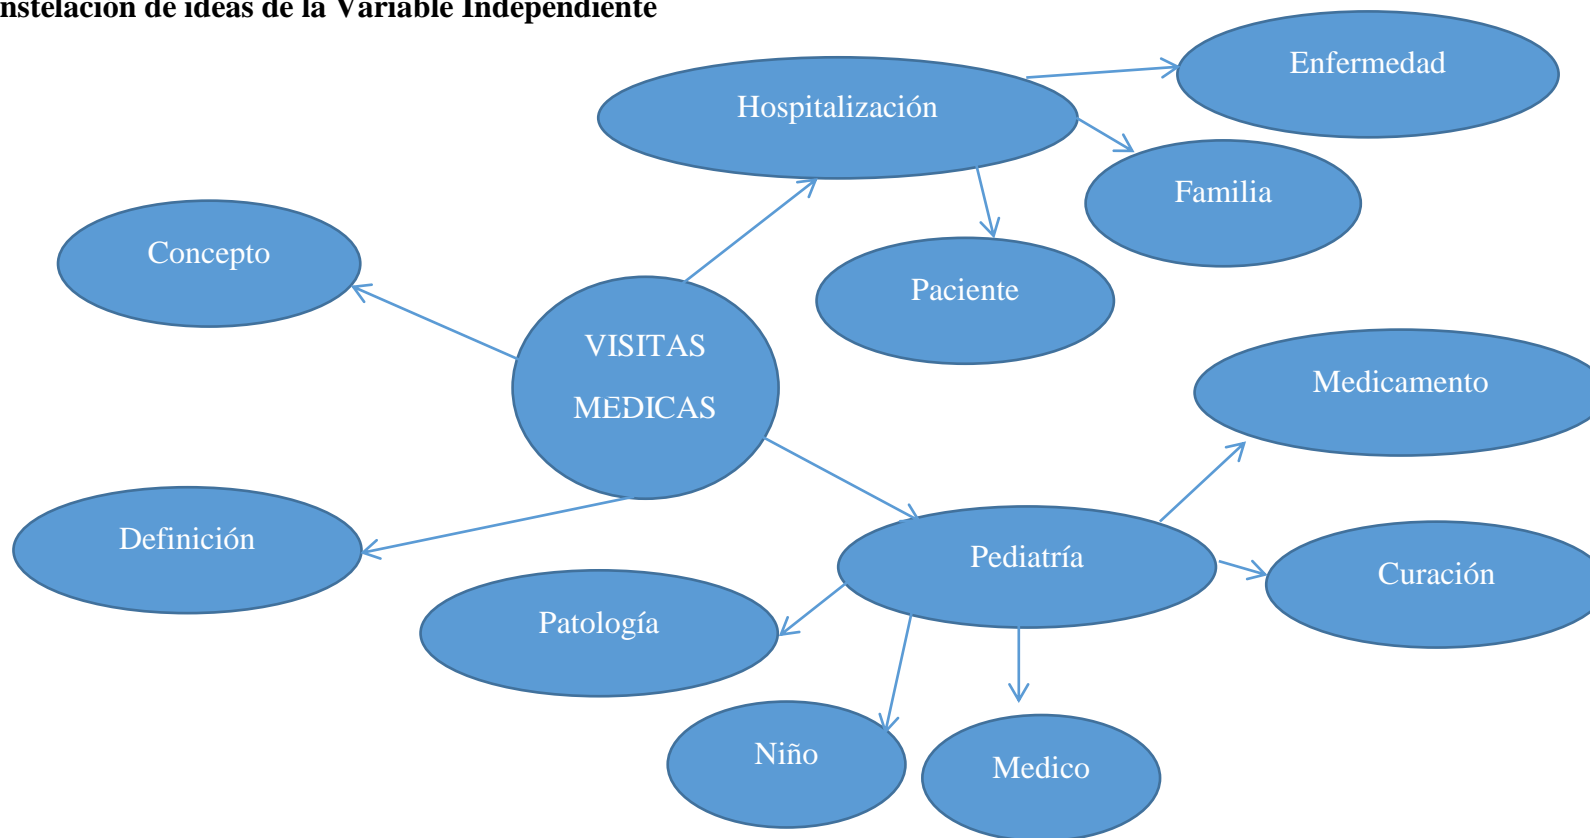 nstelación de ideas de la Variable Independiente
Enfermedad
Hospitalización
Familia
Concepto
Paciente
VISITAS
MEDICAS
Medicamento
Definición
Pediatría
Curación
Patología
Niño
Medico